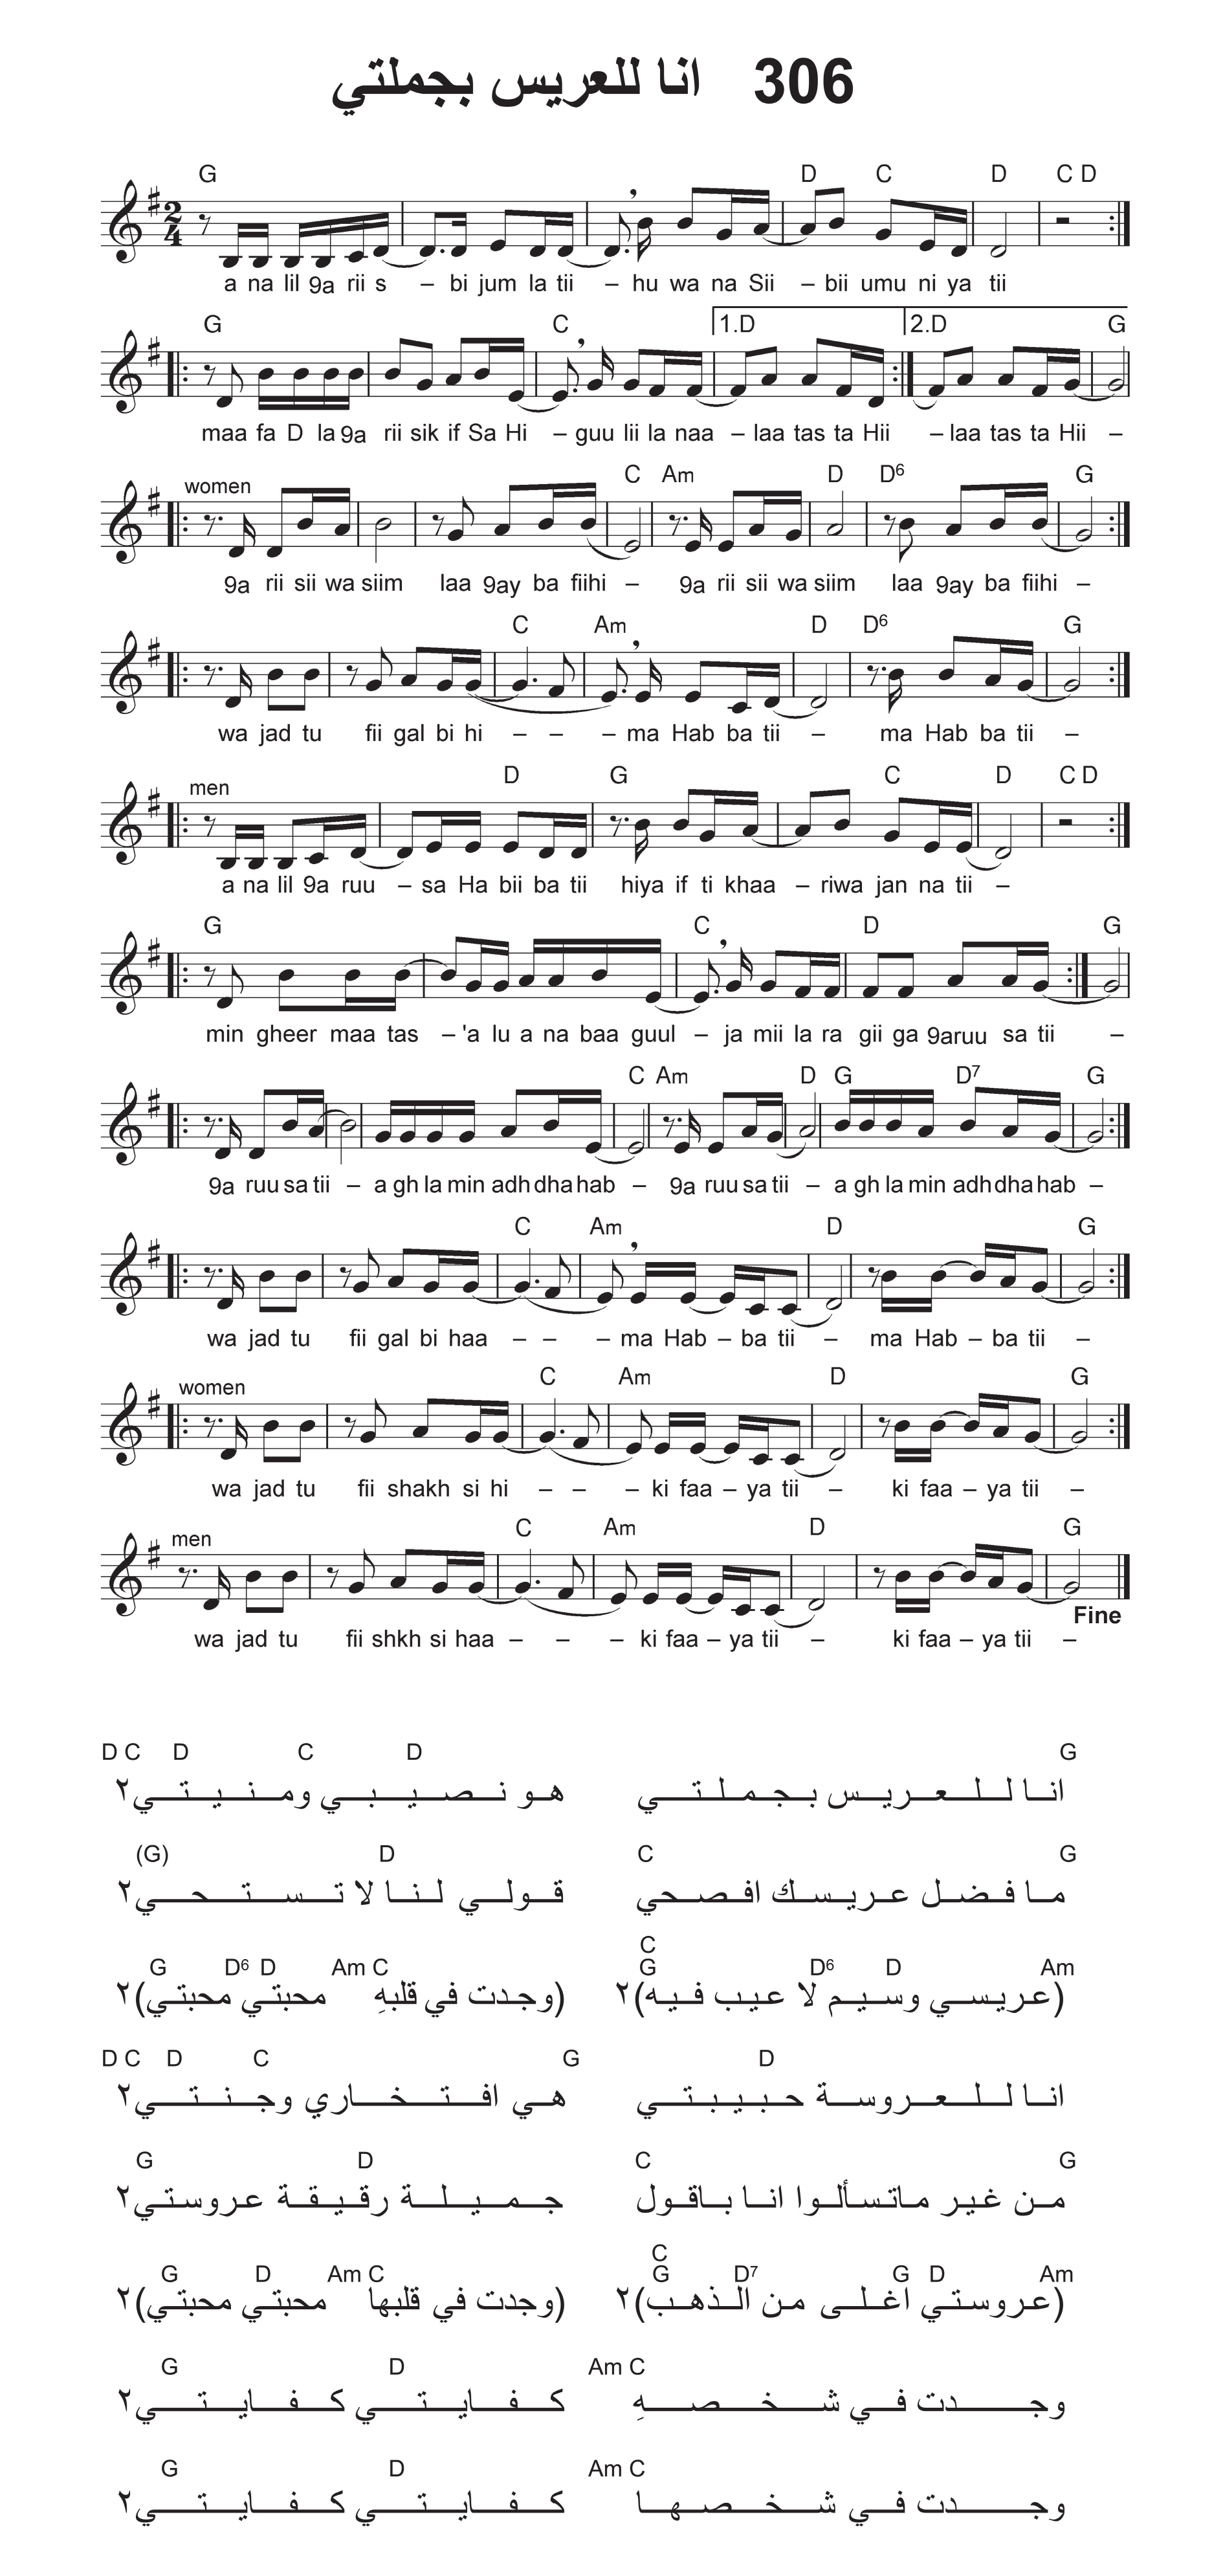 306 انا للعريس بجملتي
G D C D C D
a na lil 9a rii s – bi jum la tii – hu wa na Sii – bii umu ni ya tii
G C 1.D 2.D G
maa fa D la 9a rii sik if Sa Hi – guu lii la naa – laa tas ta Hii – laa tas ta Hii –
women C Am D D6 G
9a rii sii wa siim laa 9ay ba fiihi – 9a rii sii wa siim laa 9ay ba fiihi –
C Am D D6 G
wa jad tu fii gal bi hi – – – ma Hab ba tii – ma Hab ba tii –
men D G C D C D
a na lil 9a ruu – sa Ha bii ba tii hiya if ti khaa – riwa jan na tii –
G C D G
min gheer maa tas – 'a lu a na baa guul – ja mii la ra gii ga 9aruu sa tii –
C Am D G D7 G
9a ruu sa tii – a gh la min adh dha hab – 9a ruu sa tii – a gh la min adh dha hab –
C Am D G
wa jad tu fii gal bi haa – – – ma Hab – ba tii – ma Hab – ba tii –
women C Am D G
wa jad tu fii shakh si hi – – – ki faa – ya tii – ki faa – ya tii –
men C Am D G
wa jad tu fii shkh si haa – – – ki faa – ya tii – ki faa – ya tii –
Fine
D C D C D G
انا للعريس بجملتي هو نصيبي ومنيتي٢
(G) D C G
ما فضل عريسك افصحي قولي لنا لا تستحي٢
C
G D6 D Am C G D6 D Am
(عريسي وسيم لا عيب فيه)٢ (وجدت في قلبهِ محبتي محبتي)٢
D C D C G D
انا للعروسة حبيبتي هي افتخاري وجنتي٢
G D C G
من غير ماتسألوا انا باقول جميلة رقيقة عروستي٢
C
G D Am C G D7 G D Am
(عروستي اغلى من الذهب)٢ (وجدت في قلبها محبتي محبتي)٢
G D Am C
وجدت في شخصهِ كفايتي كفايتي٢
G D Am C
وجدت في شخصها كفايتي كفايتي٢